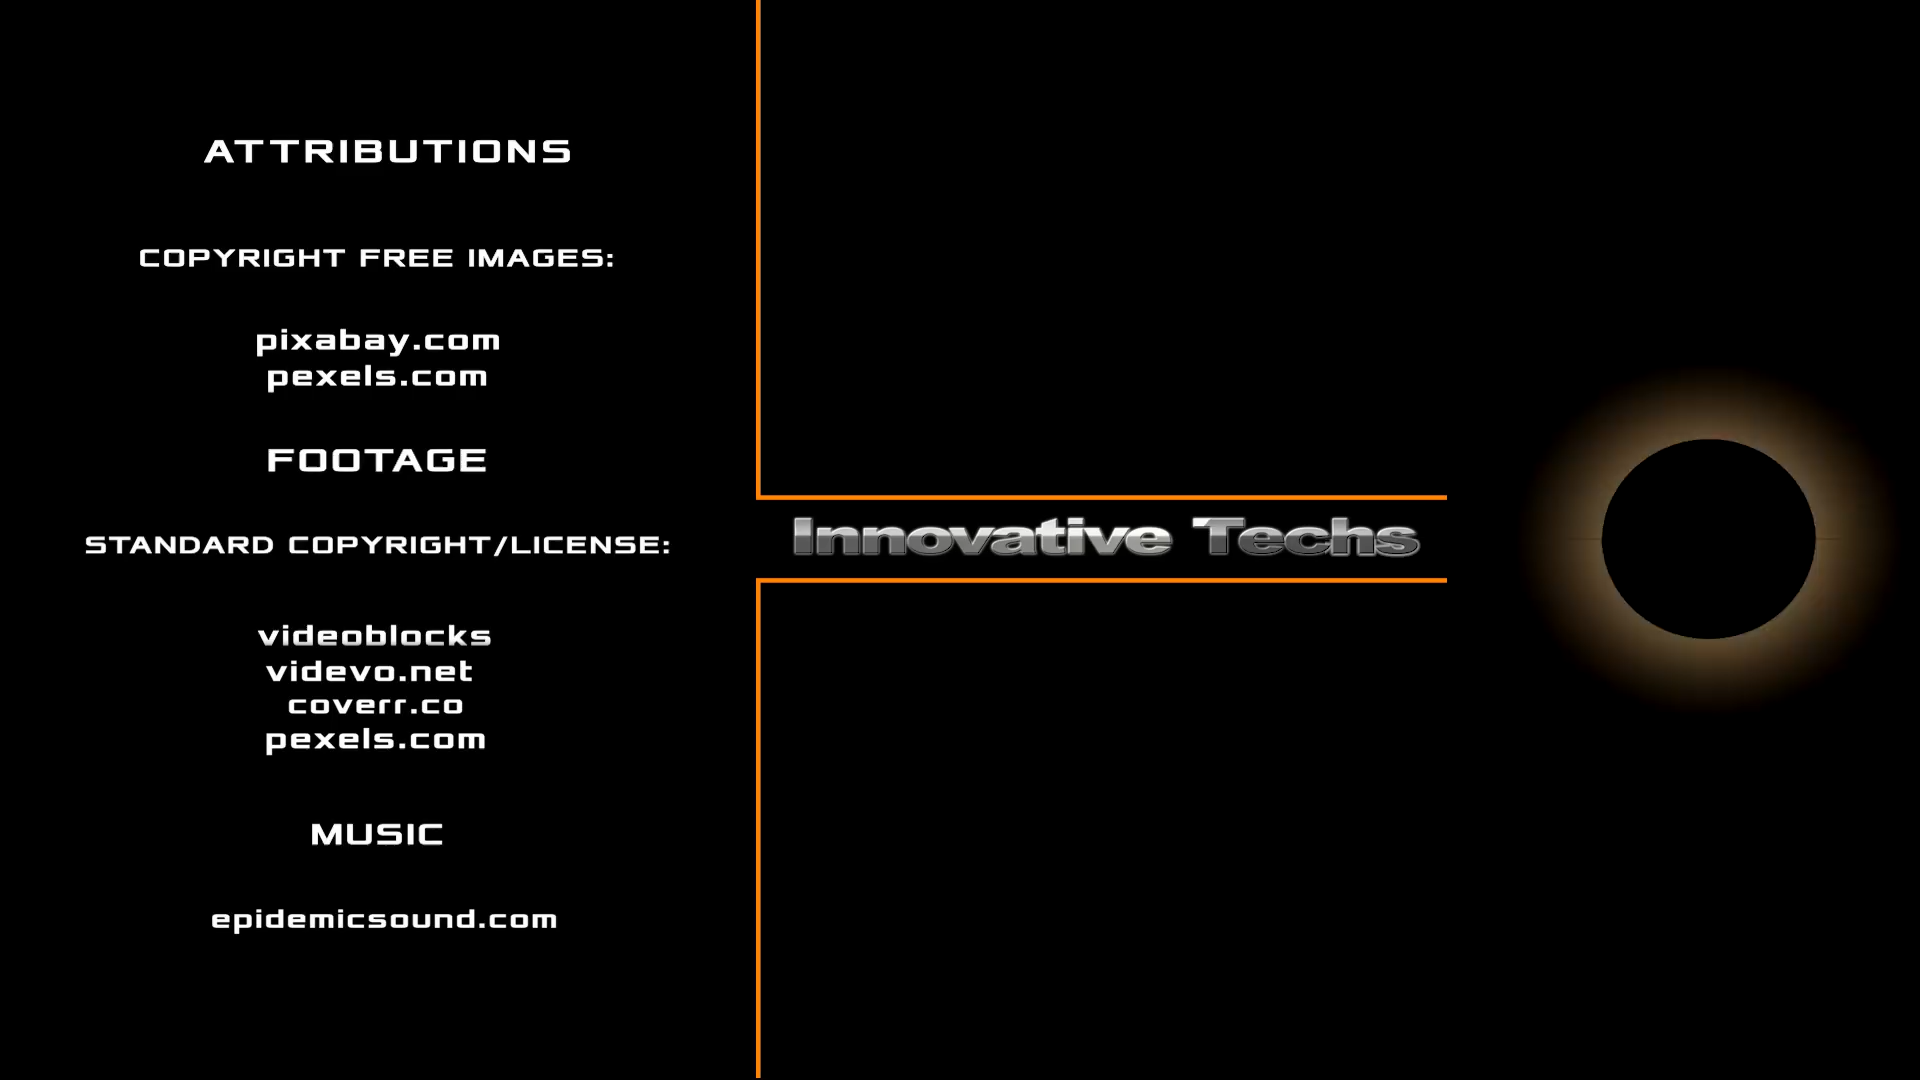 ATTRIBUTIONS
COPYRIGHT FREE IMAGES:
pixabay.com
pexels.com
FOOTAGE
STANDARD COPYRIGHT/LICENSE:
videoblocks
videvo.net
coverr.co
pexels.com
MUSIC
epidemicsound.com
Innovative Techs